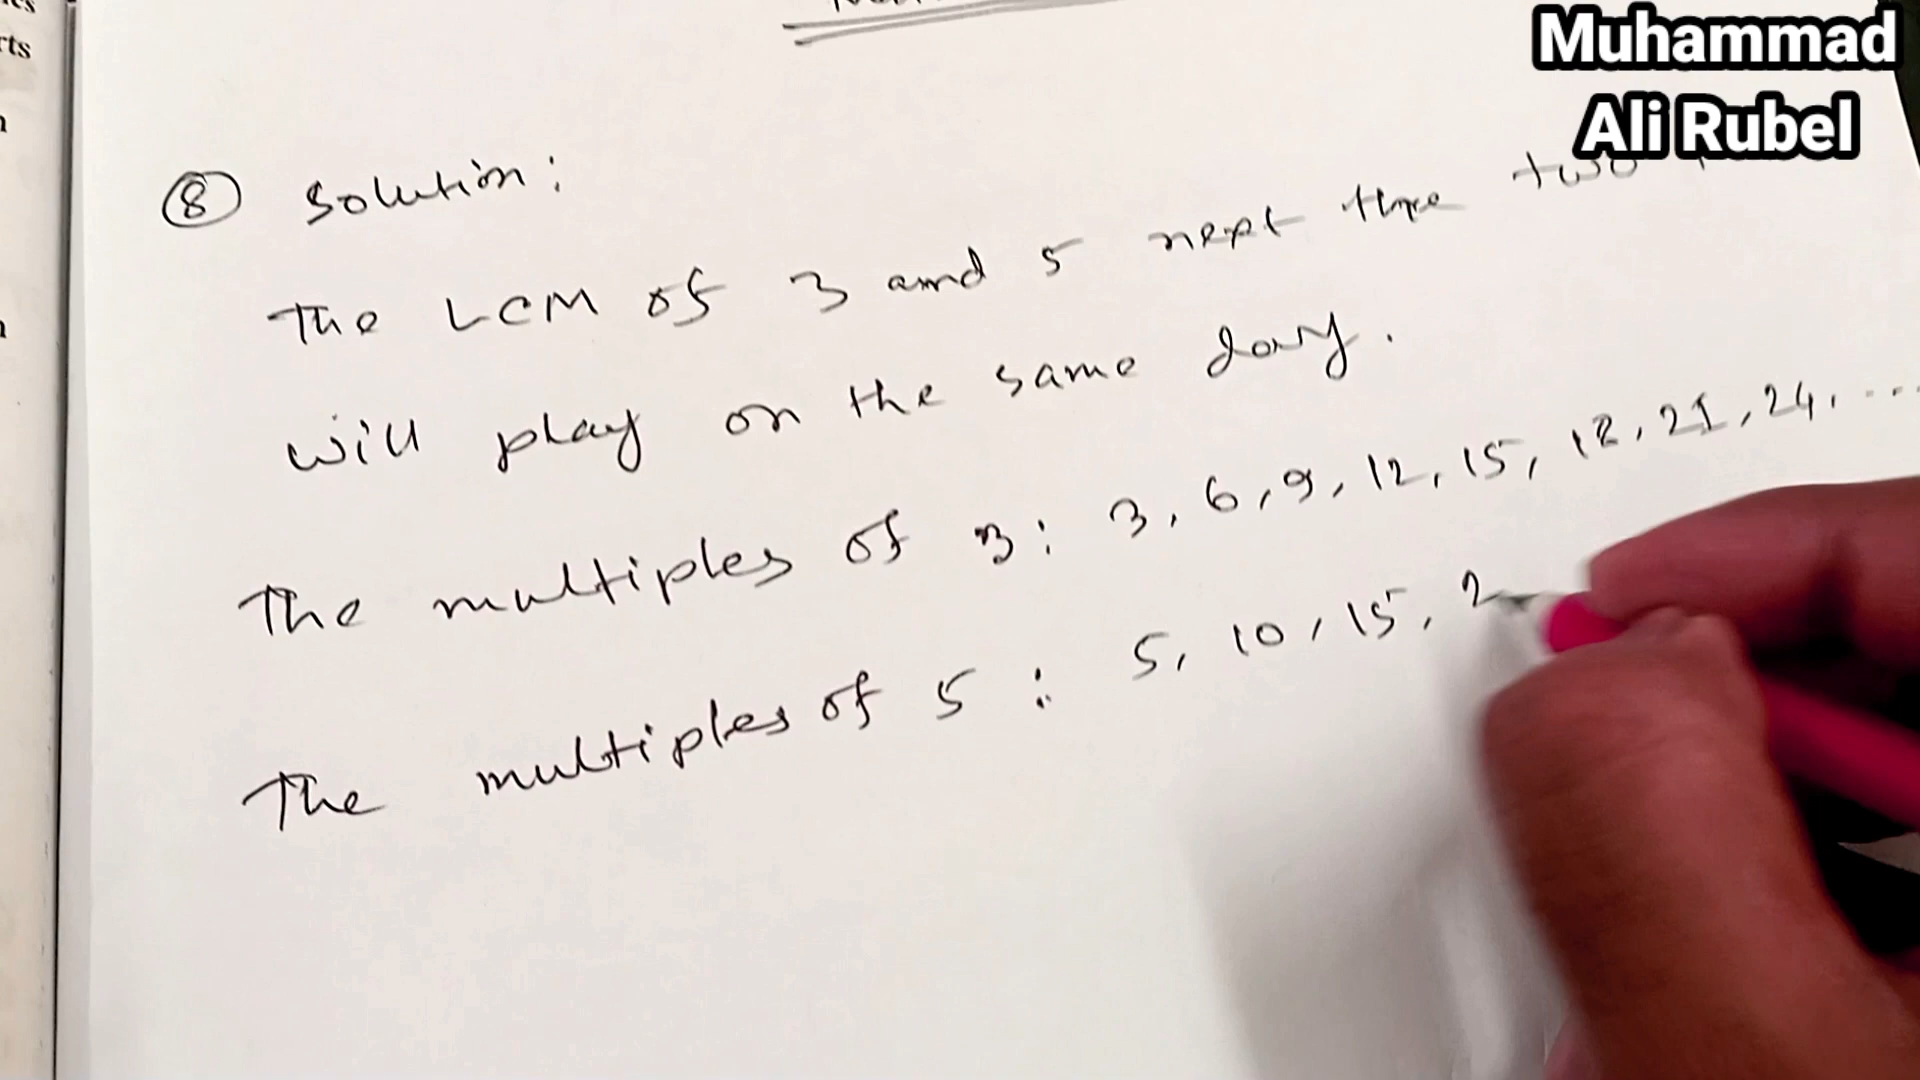 Muhammad
Ali Rubel
rts
⑧ Solution:
The LCM of 3 and 5 next the two
will play on the same day.
The multiples of 3: 3, 6, 9, 12, 15, 18, 21, 24, ....
The multiples of 5: 5, 10, 15, 2